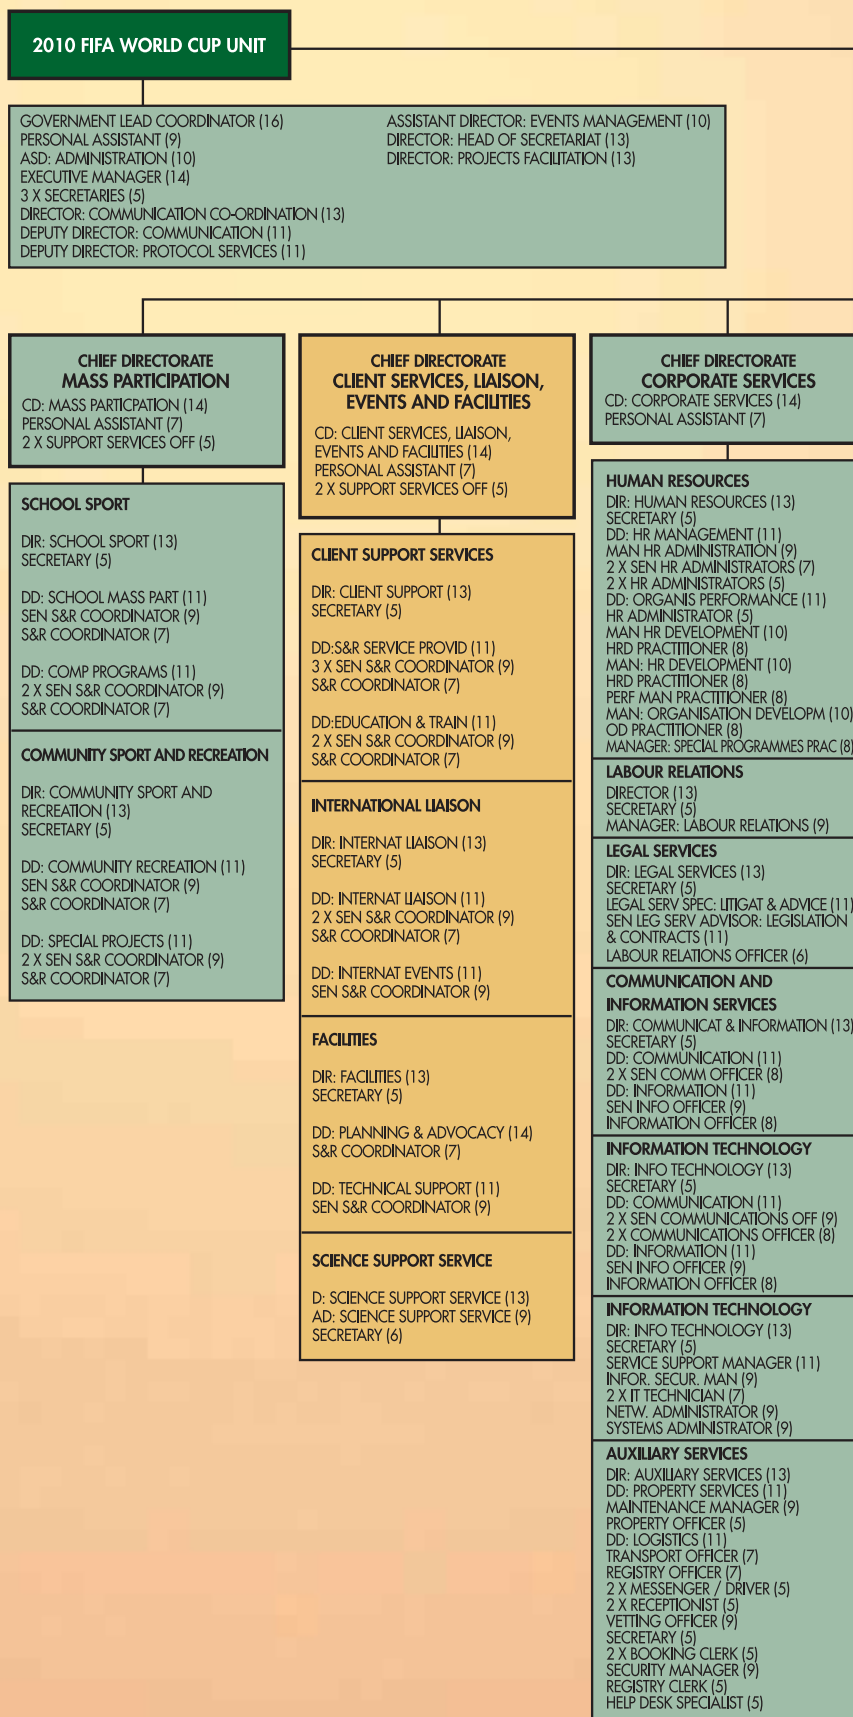 2010 FIFA WORLD CUP UNIT
GOVERNMENT LEAD COORDINATOR (16)
PERSONAL ASSISTANT (9)
ASD: ADMINISTRATION (10)
EXECUTIVE MANAGER (14)
3 X SECRETARIES (5)
DIRECTOR: COMMUNICATION CO-ORDINATION (13)
DEPUTY DIRECTOR: COMMUNICATION (11)
DEPUTY DIRECTOR: PROTOCOL SERVICES (11)
ASSISTANT DIRECTOR: EVENTS MANAGEMENT (10)
DIRECTOR: HEAD OF SECRETARIAT (13)
DIRECTOR: PROJECTS FACILITATION (13)
CHIEF DIRECTORATE
MASS PARTICIPATION
CD: MASS PARTICPATION (14)
PERSONAL ASSISTANT (7)
2 X SUPPORT SERVICES OFF (5)
SCHOOL SPORT
DIR: SCHOOL SPORT (13)
SECRETARY (5)
DD: SCHOOL MASS PART (11)
SEN S&R COORDINATOR (9)
S&R COORDINATOR (7)
DD: COMP PROGRAMS (11)
2 X SEN S&R COORDINATOR (9)
S&R COORDINATOR (7)
COMMUNITY SPORT AND RECREATION
DIR: COMMUNITY SPORT AND
RECREATION (13)
SECRETARY (5)
DD: COMMUNITY RECREATION (11)
SEN S&R COORDINATOR (9)
S&R COORDINATOR (7)
DD: SPECIAL PROJECTS (11)
2 X SEN S&R COORDINATOR (9)
S&R COORDINATOR (7)
CHIEF DIRECTORATE
CLIENT SERVICES, LIAISON,
EVENTS AND FACILITIES
CD: CLIENT SERVICES, LIAISON,
EVENTS AND FACILITIES (14)
PERSONAL ASSISTANT (7)
2 X SUPPORT SERVICES OFF (5)
CLIENT SUPPORT SERVICES
DIR: CLIENT SUPPORT (13)
SECRETARY (5)
DD:S&R SERVICE PROVID (11)
3 X SEN S&R COORDINATOR (9)
S&R COORDINATOR (7)
DD:EDUCATION & TRAIN (11)
2 X SEN S&R COORDINATOR (9)
S&R COORDINATOR (7)
INTERNATIONAL LIAISON
DIR: INTERNAT LIAISON (13)
SECRETARY (5)
DD: INTERNAT LIAISON (11)
2 X SEN S&R COORDINATOR (9)
S&R COORDINATOR (7)
DD: INTERNAT EVENTS (11)
SEN S&R COORDINATOR (9)
FACILITIES
DIR: FACILITIES (13)
SECRETARY (5)
DD: PLANNING & ADVOCACY (14)
S&R COORDINATOR (7)
DD: TECHNICAL SUPPORT (11)
SEN S&R COORDINATOR (9)
SCIENCE SUPPORT SERVICE
D: SCIENCE SUPPORT SERVICE (13)
AD: SCIENCE SUPPORT SERVICE (9)
SECRETARY (6)
CHIEF DIRECTORATE
CORPORATE SERVICES
CD: CORPORATE SERVICES (14)
PERSONAL ASSISTANT (7)
HUMAN RESOURCES
DIR: HUMAN RESOURCES (13)
SECRETARY (5)
DD: HR MANAGEMENT (11)
MAN HR ADMINISTRATION (9)
2 X SEN HR ADMINISTRATORS (7)
2 X HR ADMINISTRATORS (5)
DD: ORGANIS PERFORMANCE (11)
HR ADMINISTRATOR (5)
MAN HR DEVELOPMENT (10)
HRD PRACTITIONER (8)
MAN: HR DEVELOPMENT (10)
HRD PRACTITIONER (8)
PERF MAN PRACTITIONER (8)
MAN: ORGANISATION DEVELOPM (10)
OD PRACTITIONER (8)
MANAGER: SPECIAL PROGRAMMES PRAC (8)
LABOUR RELATIONS
DIRECTOR (13)
SECRETARY (5)
MANAGER: LABOUR RELATIONS (9)
LEGAL SERVICES
DIR: LEGAL SERVICES (13)
SECRETARY (5)
LEGAL SERV SPEC: LITIGAT & ADVICE (11)
SEN LEG SERV ADVISOR: LEGISLATION
& CONTRACTS (11)
LABOUR RELATIONS OFFICER (6)
COMMUNICATION AND
INFORMATION SERVICES
DIR: COMMUNICAT & INFORMATION (13)
SECRETARY (5)
DD: COMMUNICATION (11)
2 X SEN COMM OFFICER (8)
DD: INFORMATION (11)
SEN INFO OFFICER (9)
INFORMATION OFFICER (8)
INFORMATION TECHNOLOGY
DIR: INFO TECHNOLOGY (13)
SECRETARY (5)
DD: COMMUNICATION (11)
2 X SEN COMMUNICATIONS OFF (9)
2 X COMMUNICATIONS OFFICER (8)
DD: INFORMATION (11)
SEN INFO OFFICER (9)
INFORMATION OFFICER (8)
INFORMATION TECHNOLOGY
DIR: INFO TECHNOLOGY (13)
SECRETARY (5)
SERVICE SUPPORT MANAGER (11)
INFOR. SECUR. MAN (9)
2 X IT TECHNICIAN (7)
NETW. ADMINISTRATOR (9)
SYSTEMS ADMINISTRATOR (9)
AUXILIARY SERVICES
DIR: AUXILIARY SERVICES (13)
DD: PROPERTY SERVICES (11)
MAINTENANCE MANAGER (9)
PROPERTY OFFICER (5)
DD: LOGISTICS (11)
TRANSPORT OFFICER (7)
REGISTRY OFFICER (7)
2 X MESSENGER / DRIVER (5)
2 X RECEPTIONIST (5)
VETTING OFFICER (9)
SECRETARY (5)
2 X BOOKING CLERK (5)
SECURITY MANAGER (9)
REGISTRY CLERK (5)
HELP DESK SPECIALIST (5)